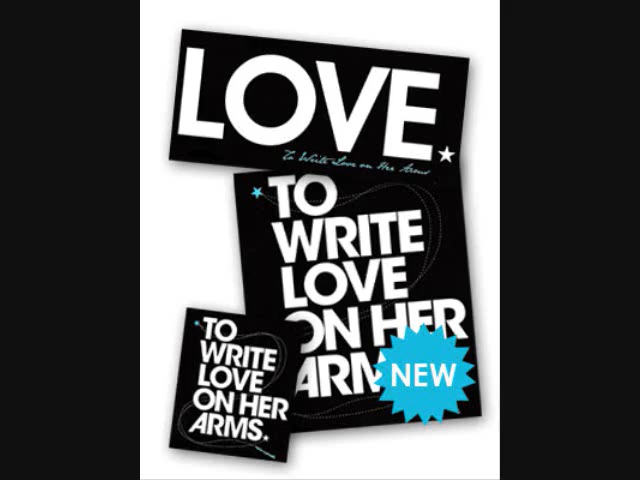 LOVE.
To Write Love on Her Arms
TO
WRITE
LOVE
ON HER
ARM
NEW
TO
WRITE
LOVE
ON HER
ARMS.